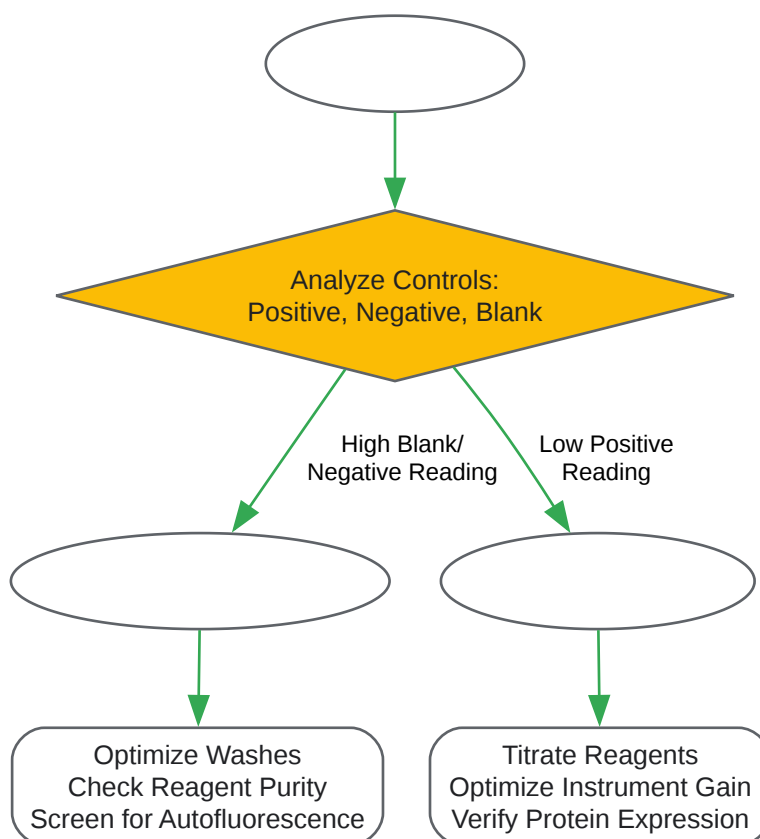 Analyze Controls:
Positive, Negative, Blank
High Blank/
Negative Reading
Low Positive
Reading
Optimize Washes
Check Reagent Purity
Screen for Autofluorescence
Titrate Reagents
Optimize Instrument Gain
Verify Protein Expression